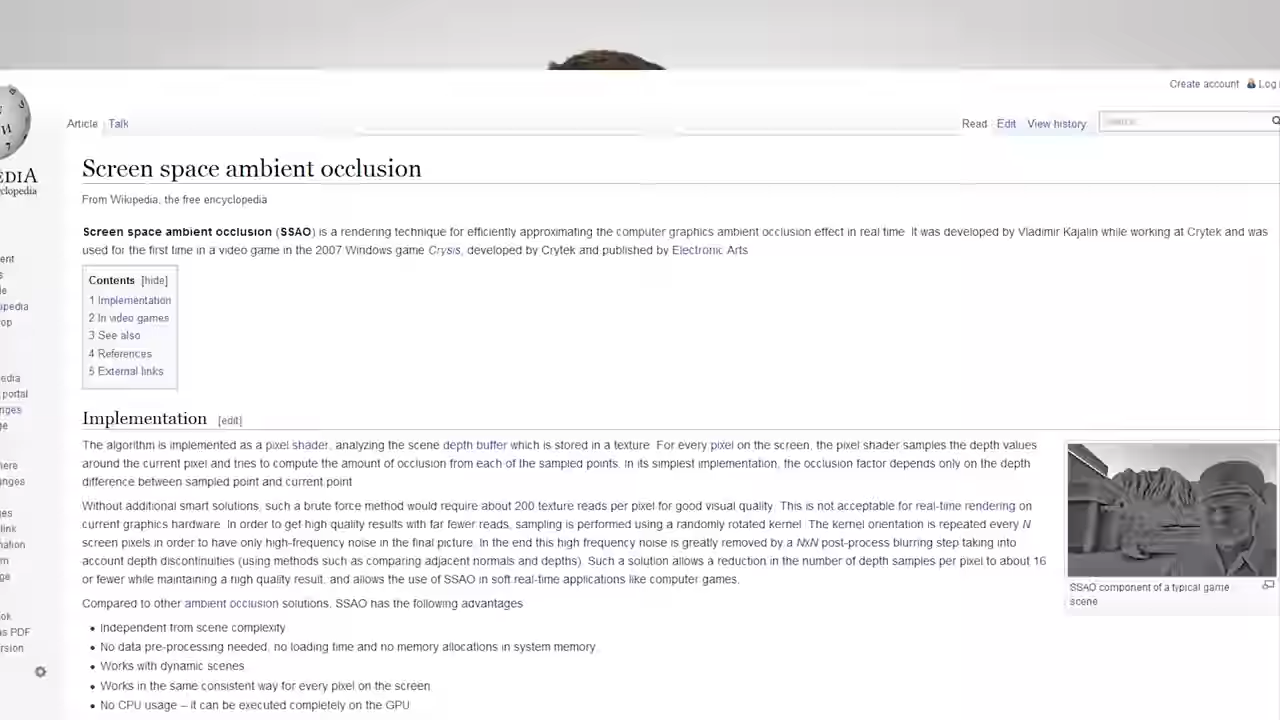 Create account Log
Article Talk Read Edit View history
EDIA
clopedia
Screen space ambient occlusion
From Wikipedia, the free encyclopedia
Screen space ambient occlusion (SSAO) is a rendering technique for efficiently approximating the computer graphics ambient occlusion effect in real time. It was developed by Vladimir Kajalin while working at Crytek and was
used for the first time in a video game in the 2007 Windows game Crysis, developed by Crytek and published by Electronic Arts
Contents [hide]
1 Implementation
2 In video games
3 See also
4 References
5 External links
Implementation [edit]
The algorithm is implemented as a pixel shader, analyzing the scene depth buffer which is stored in a texture. For every pixel on the screen, the pixel shader samples the depth values
around the current pixel and tries to compute the amount of occlusion from each of the sampled points. In its simplest implementation, the occlusion factor depends only on the depth
difference between sampled point and current point
Without additional smart solutions, such a brute force method would require about 200 texture reads per pixel for good visual quality. This is not acceptable for real-time rendering on
current graphics hardware. In order to get high quality results with far fewer reads, sampling is performed using a randomly rotated kernel. The kernel orientation is repeated every N
screen pixels in order to have only high-frequency noise in the final picture. In the end this high frequency noise is greatly removed by a NxN post-process blurring step taking into
account depth discontinuities (using methods such as comparing adjacent normals and depths). Such a solution allows a reduction in the number of depth samples per pixel to about 16
or fewer while maintaining a high quality result, and allows the use of SSAO in soft real-time applications like computer games.
SSAO component of a typical game
scene
Compared to other ambient occlusion solutions, SSAO has the following advantages
• Independent from scene complexity
• No data pre-processing needed, no loading time and no memory allocations in system memory
• Works with dynamic scenes
• Works in the same consistent way for every pixel on the screen
• No CPU usage – it can be executed completely on the GPU